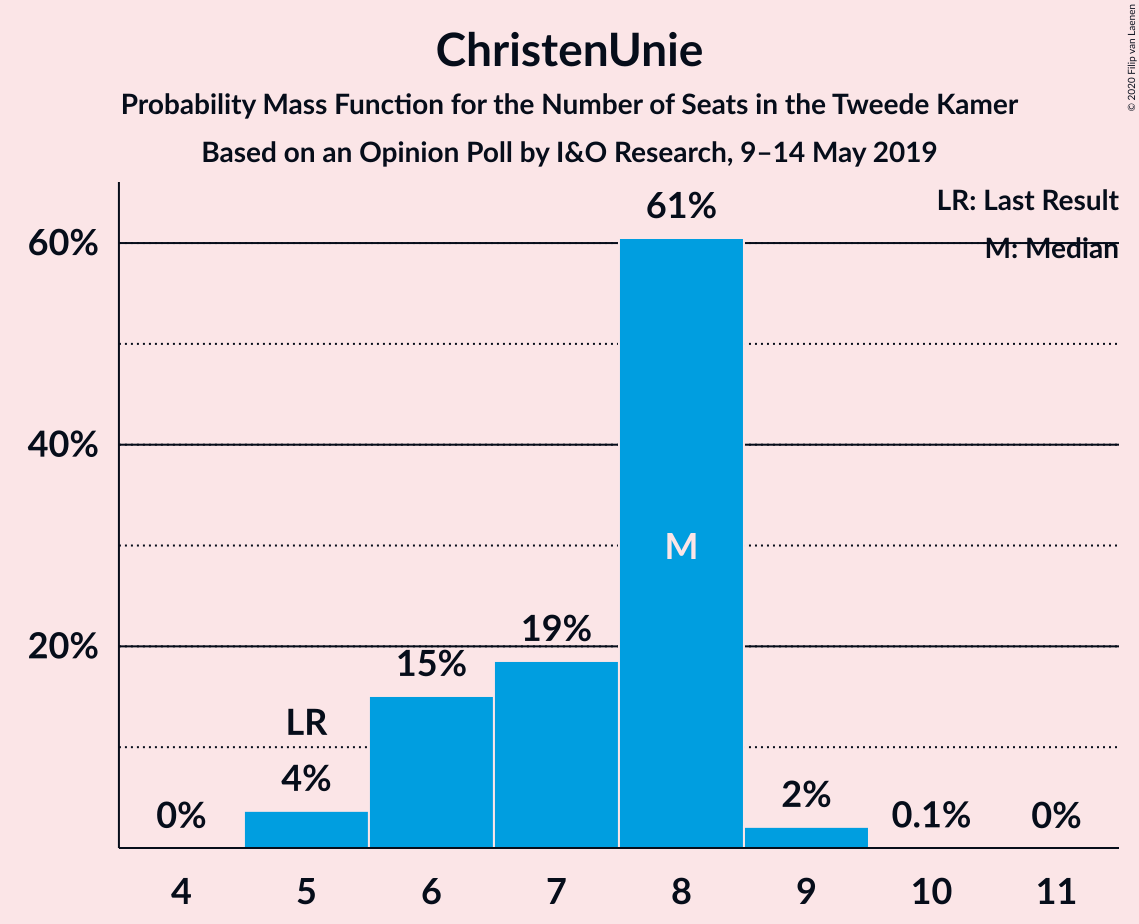 ChristenUnie
Probability Mass Function for the Number of Seats in the Tweede Kamer
Based on an Opinion Poll by I&O Research, 9–14 May 2019
© 2020 Filip van Laenen
LR: Last Result
M: Median
60%
40%
20%
0%
LR
4%
15%
19%
61%
M
2%
0.1%
0%
4 5 6 7 8 9 10 11